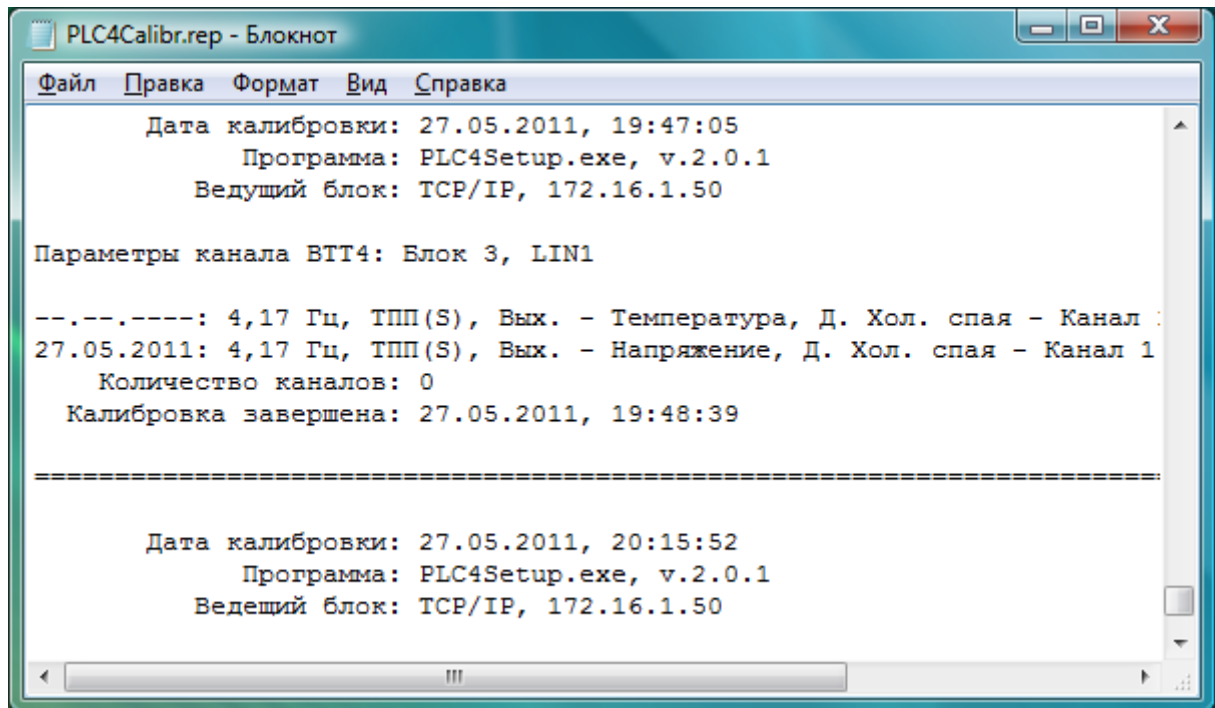 PLC4Calibr.rep - Блокнот
Файл Правка Формат Вид Справка
Дата калибровки: 27.05.2011, 19:47:05
Программа: PLC4Setup.exe, v.2.0.1
Ведущий блок: TCP/IP, 172.16.1.50
Параметры канала ВТТ4: Блок 3, LIN1
--.--.----: 4,17 Гц, ТПП(S), Вых. - Температура, Д. Хол. спая - Канал
27.05.2011: 4,17 Гц, ТПП(S), Вых. - Напряжение, Д. Хол. спая - Канал 1
Количество каналов: 0
Калибровка завершена: 27.05.2011, 19:48:39
======================================================================
Дата калибровки: 27.05.2011, 20:15:52
Программа: PLC4Setup.exe, v.2.0.1
Ведещий блок: TCP/IP, 172.16.1.50